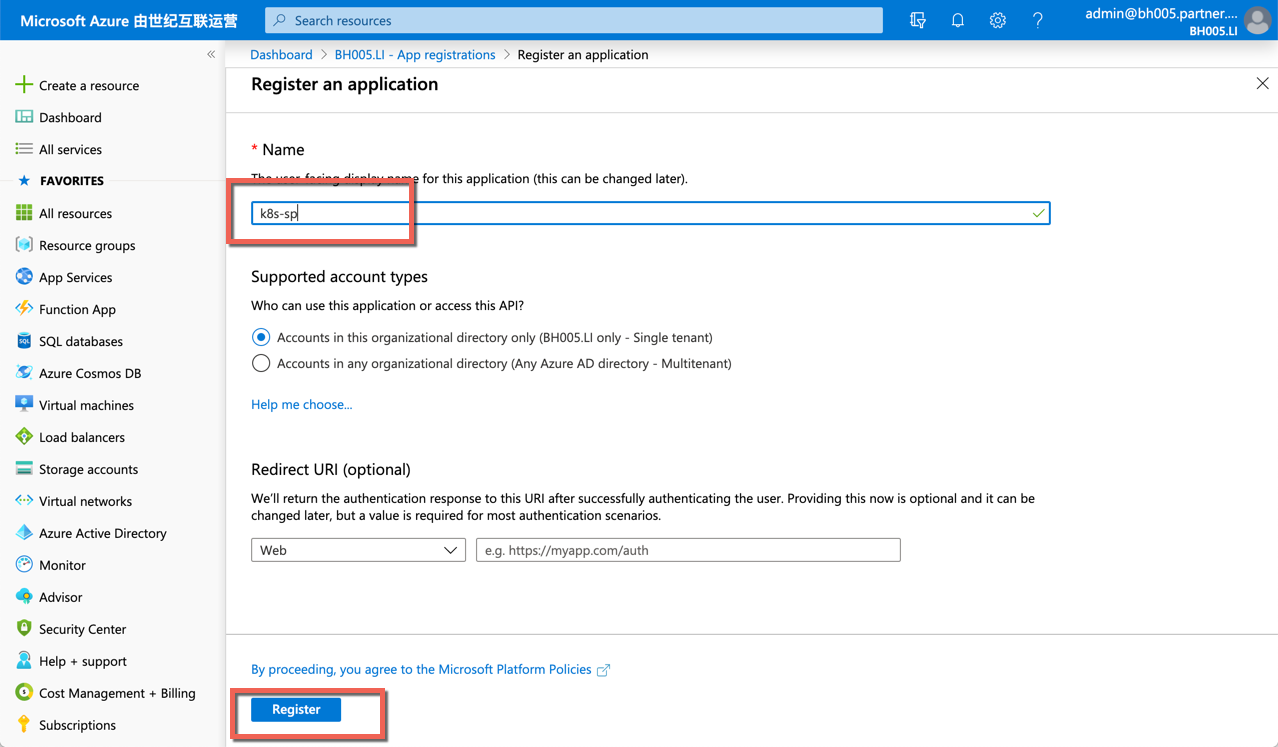 Microsoft Azure 由世纪互联运营
Search resources
admin@bh005.partner....
BH005.LI
«
Dashboard > BH005.LI - App registrations > Register an application
Register an application
Create a resource
Dashboard
All services
FAVORITES
All resources
Resource groups
App Services
Function App
SQL databases
Azure Cosmos DB
Virtual machines
Load balancers
Storage accounts
Virtual networks
Azure Active Directory
Monitor
Advisor
Security Center
Help + support
Cost Management + Billing
Subscriptions
* Name
The user-facing display name for this application (this can be changed later).
k8s-sp
Supported account types
Who can use this application or access this API?
Accounts in this organizational directory only (BH005.LI only - Single tenant)
Accounts in any organizational directory (Any Azure AD directory - Multitenant)
Help me choose...
Redirect URI (optional)
We'll return the authentication response to this URI after successfully authenticating the user. Providing this now is optional and it can be
changed later, but a value is required for most authentication scenarios.
Web
e.g. https://myapp.com/auth
By proceeding, you agree to the Microsoft Platform Policies
Register